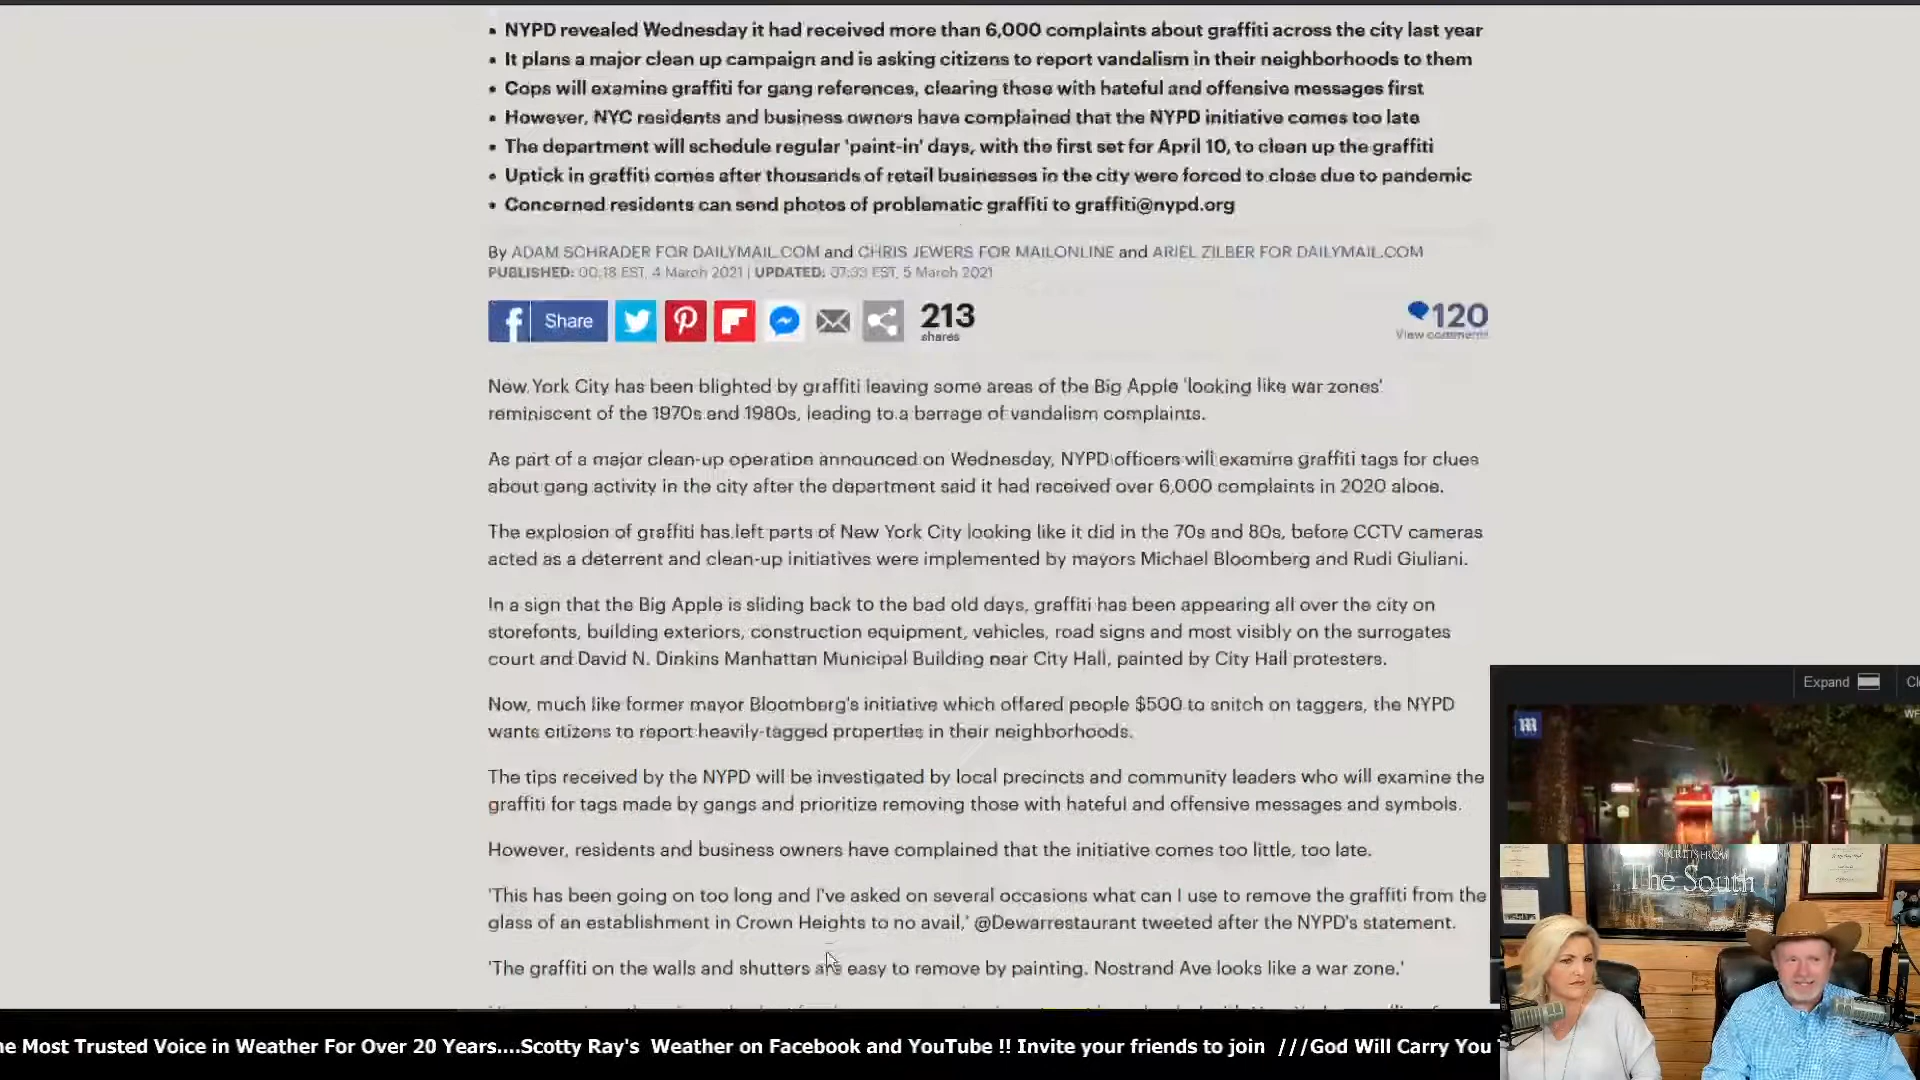 • NYPD revealed Wednesday it had received more than 6,000 complaints about graffiti across the city last year
• It plans a major clean up campaign and is asking citizens to report vandalism in their neighborhoods to them
• Cops will examine graffiti for gang references, clearing those with hateful and offensive messages first
• However, NYC residents and business owners have complained that the NYPD initiative comes too late
• The department will schedule regular 'paint-in' days, with the first set for April 10, to clean up the graffiti
• Uptick in graffiti comes after thousands of retail businesses in the city were forced to close due to pandemic
• Concerned residents can send photos of problematic graffiti to graffiti@nypd.org
By ADAM SCHRADER FOR DAILYMAIL.COM and CHRIS JEWERS FOR MAILONLINE and ARIEL ZILBER FOR DAILYMAIL.COM
PUBLISHED: 00:18 EST, 4 March 2021 | UPDATED: 07:33 EST, 5 March 2021
Share
213
shares
120
View comments
New York City has been blighted by graffiti leaving some areas of the Big Apple 'looking like war zones'
reminiscent of the 1970s and 1980s, leading to a barrage of vandalism complaints.
As part of a major clean-up operation announced on Wednesday, NYPD officers will examine graffiti tags for clues
about gang activity in the city after the department said it had received over 6,000 complaints in 2020 alone.
The explosion of graffiti has left parts of New York City looking like it did in the 70s and 80s, before CCTV cameras
acted as a deterrent and clean-up initiatives were implemented by mayors Michael Bloomberg and Rudi Giuliani.
In a sign that the Big Apple is sliding back to the bad old days, graffiti has been appearing all over the city on
storefonts, building exteriors, construction equipment, vehicles, road signs and most visibly on the surrogates
court and David N. Dinkins Manhattan Municipal Building near City Hall, painted by City Hall protesters.
Now, much like former mayor Bloomberg's initiative which offered people $500 to snitch on taggers, the NYPD
wants citizens to report heavily-tagged properties in their neighborhoods.
The tips received by the NYPD will be investigated by local precincts and community leaders who will examine the
graffiti for tags made by gangs and prioritize removing those with hateful and offensive messages and symbols.
However, residents and business owners have complained that the initiative comes too little, too late.
'This has been going on too long and I've asked on several occasions what can I use to remove the graffiti from the
glass of an establishment in Crown Heights to no avail,' @Dewarrestaurant tweeted after the NYPD's statement.
'The graffiti on the walls and shutters are easy to remove by painting. Nostrand Ave looks like a war zone.'
Expand
Cl
WF
SECRETS FROM
The South
he Most Trusted Voice in Weather For Over 20 Years....Scotty Ray's Weather on Facebook and YouTube !! Invite your friends to join ///God Will Carry You